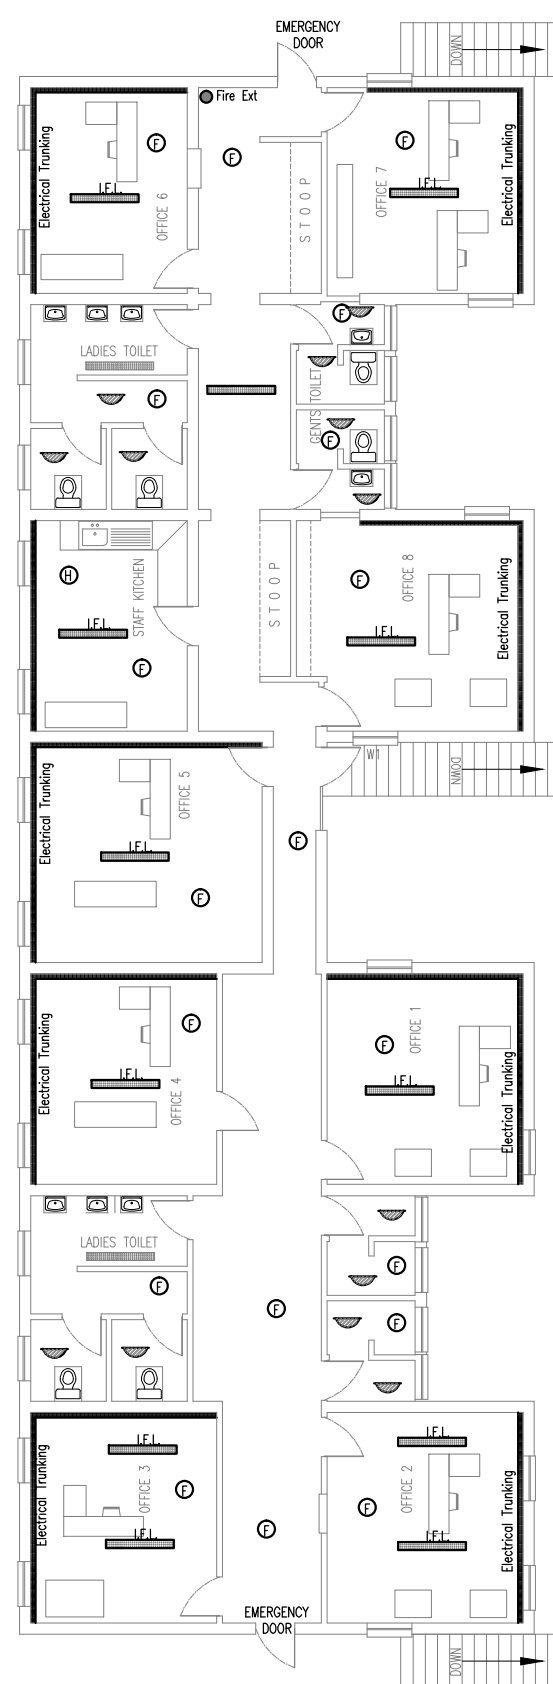 EMERGENCY
DOOR
DOWN
Fire Ext
Electrical Trunking
F
I.F.L.
OFFICE 6
F
STOOP
F
I.F.L.
OFFICE 7
Electrical Trunking
F
LADIES TOILET
F
GENTS TOILET
F
H
STAFF KITCHEN
I.F.L.
F
STOOP
F
OFFICE 8
I.F.L.
Electrical Trunking
W1
DOWN
Electrical Trunking
OFFICE 5
I.F.L.
F
F
Electrical Trunking
F
I.F.L.
OFFICE 4
F
OFFICE 1
I.F.L.
Electrical Trunking
LADIES TOILET
F
F
F
F
Electrical Trunking
I.F.L.
OFFICE 3
F
I.F.L.
F
I.F.L.
OFFICE 2
F
I.F.L.
Electrical Trunking
EMERGENCY
DOOR
DOWN